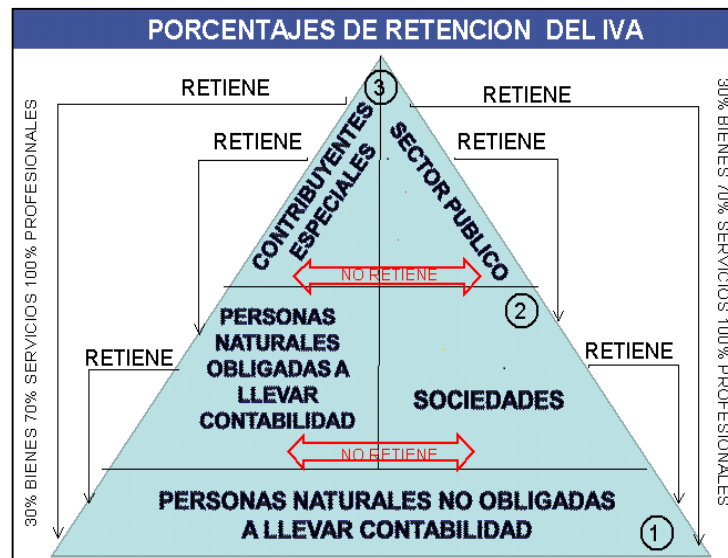 PORCENTAJES DE RETENCION DEL IVA
RETIENE
RETIENE
RETIENE
RETIENE
3
CONTRIBUYENTES
ESPECIALES
SECTOR PUBLICO
NO RETIENE
2
PERSONAS
NATURALES
OBLIGADAS A
LLEVAR
CONTABILIDAD
SOCIEDADES
RETIENE
RETIENE
NO RETIENE
PERSONAS NATURALES NO OBLIGADAS
A LLEVAR CONTABILIDAD
1
30% BIENES 70% SERVICIOS 100% PROFESIONALES
30% BIENES 70% SERVICIOS 100% PROFESIONALES